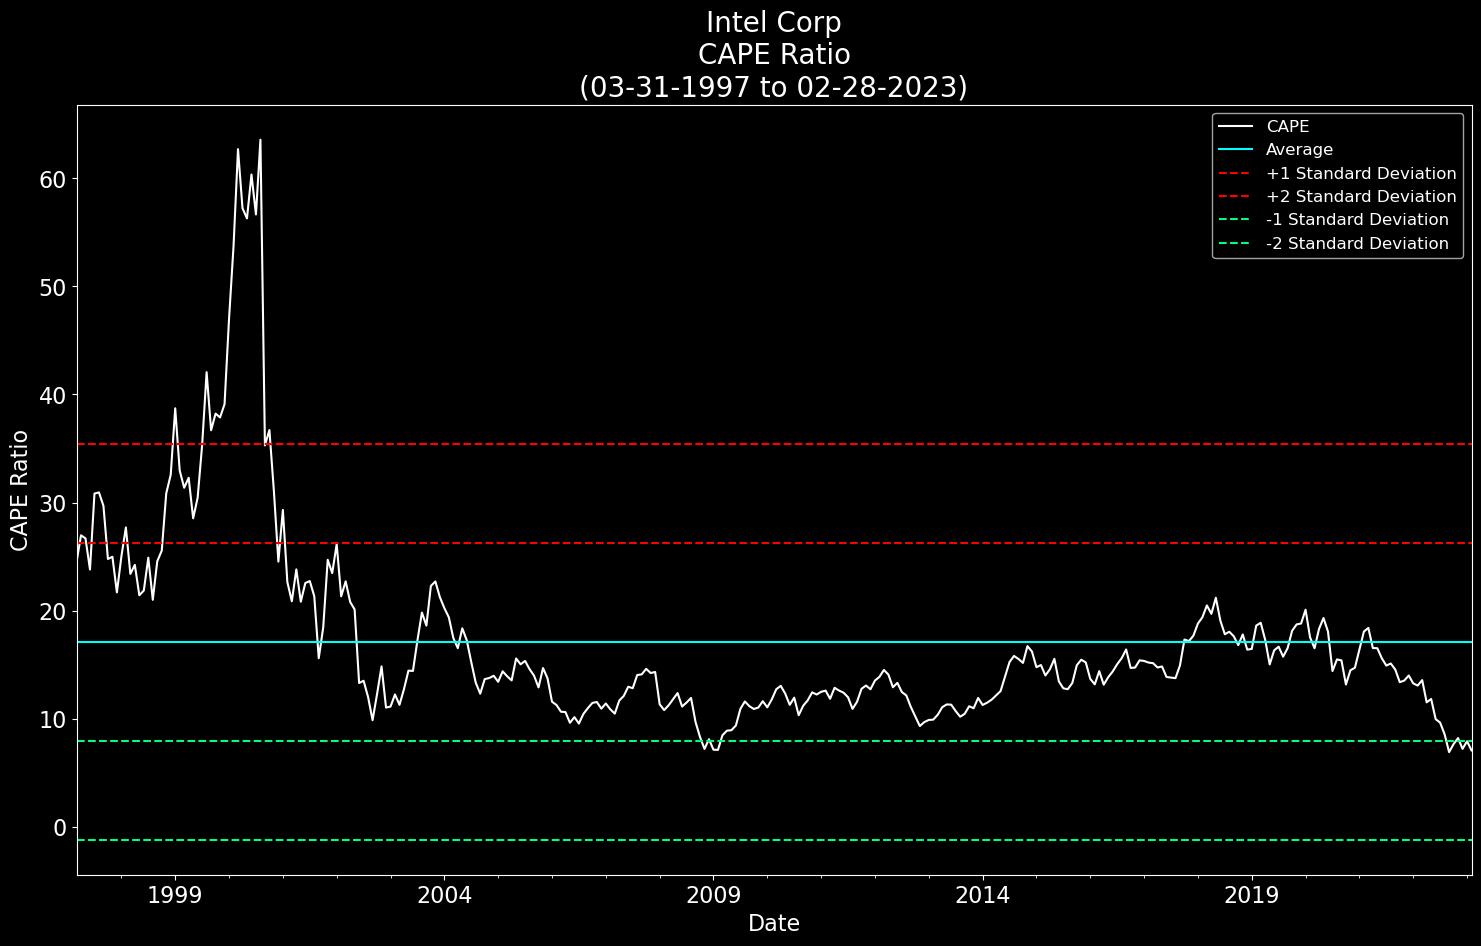 Intel Corp
CAPE Ratio
(03-31-1997 to 02-28-2023)
CAPE
Average
+1 Standard Deviation
+2 Standard Deviation
-1 Standard Deviation
-2 Standard Deviation
CAPE Ratio
60
50
40
30
20
10
0
1999 2004 2009 2014 2019
Date